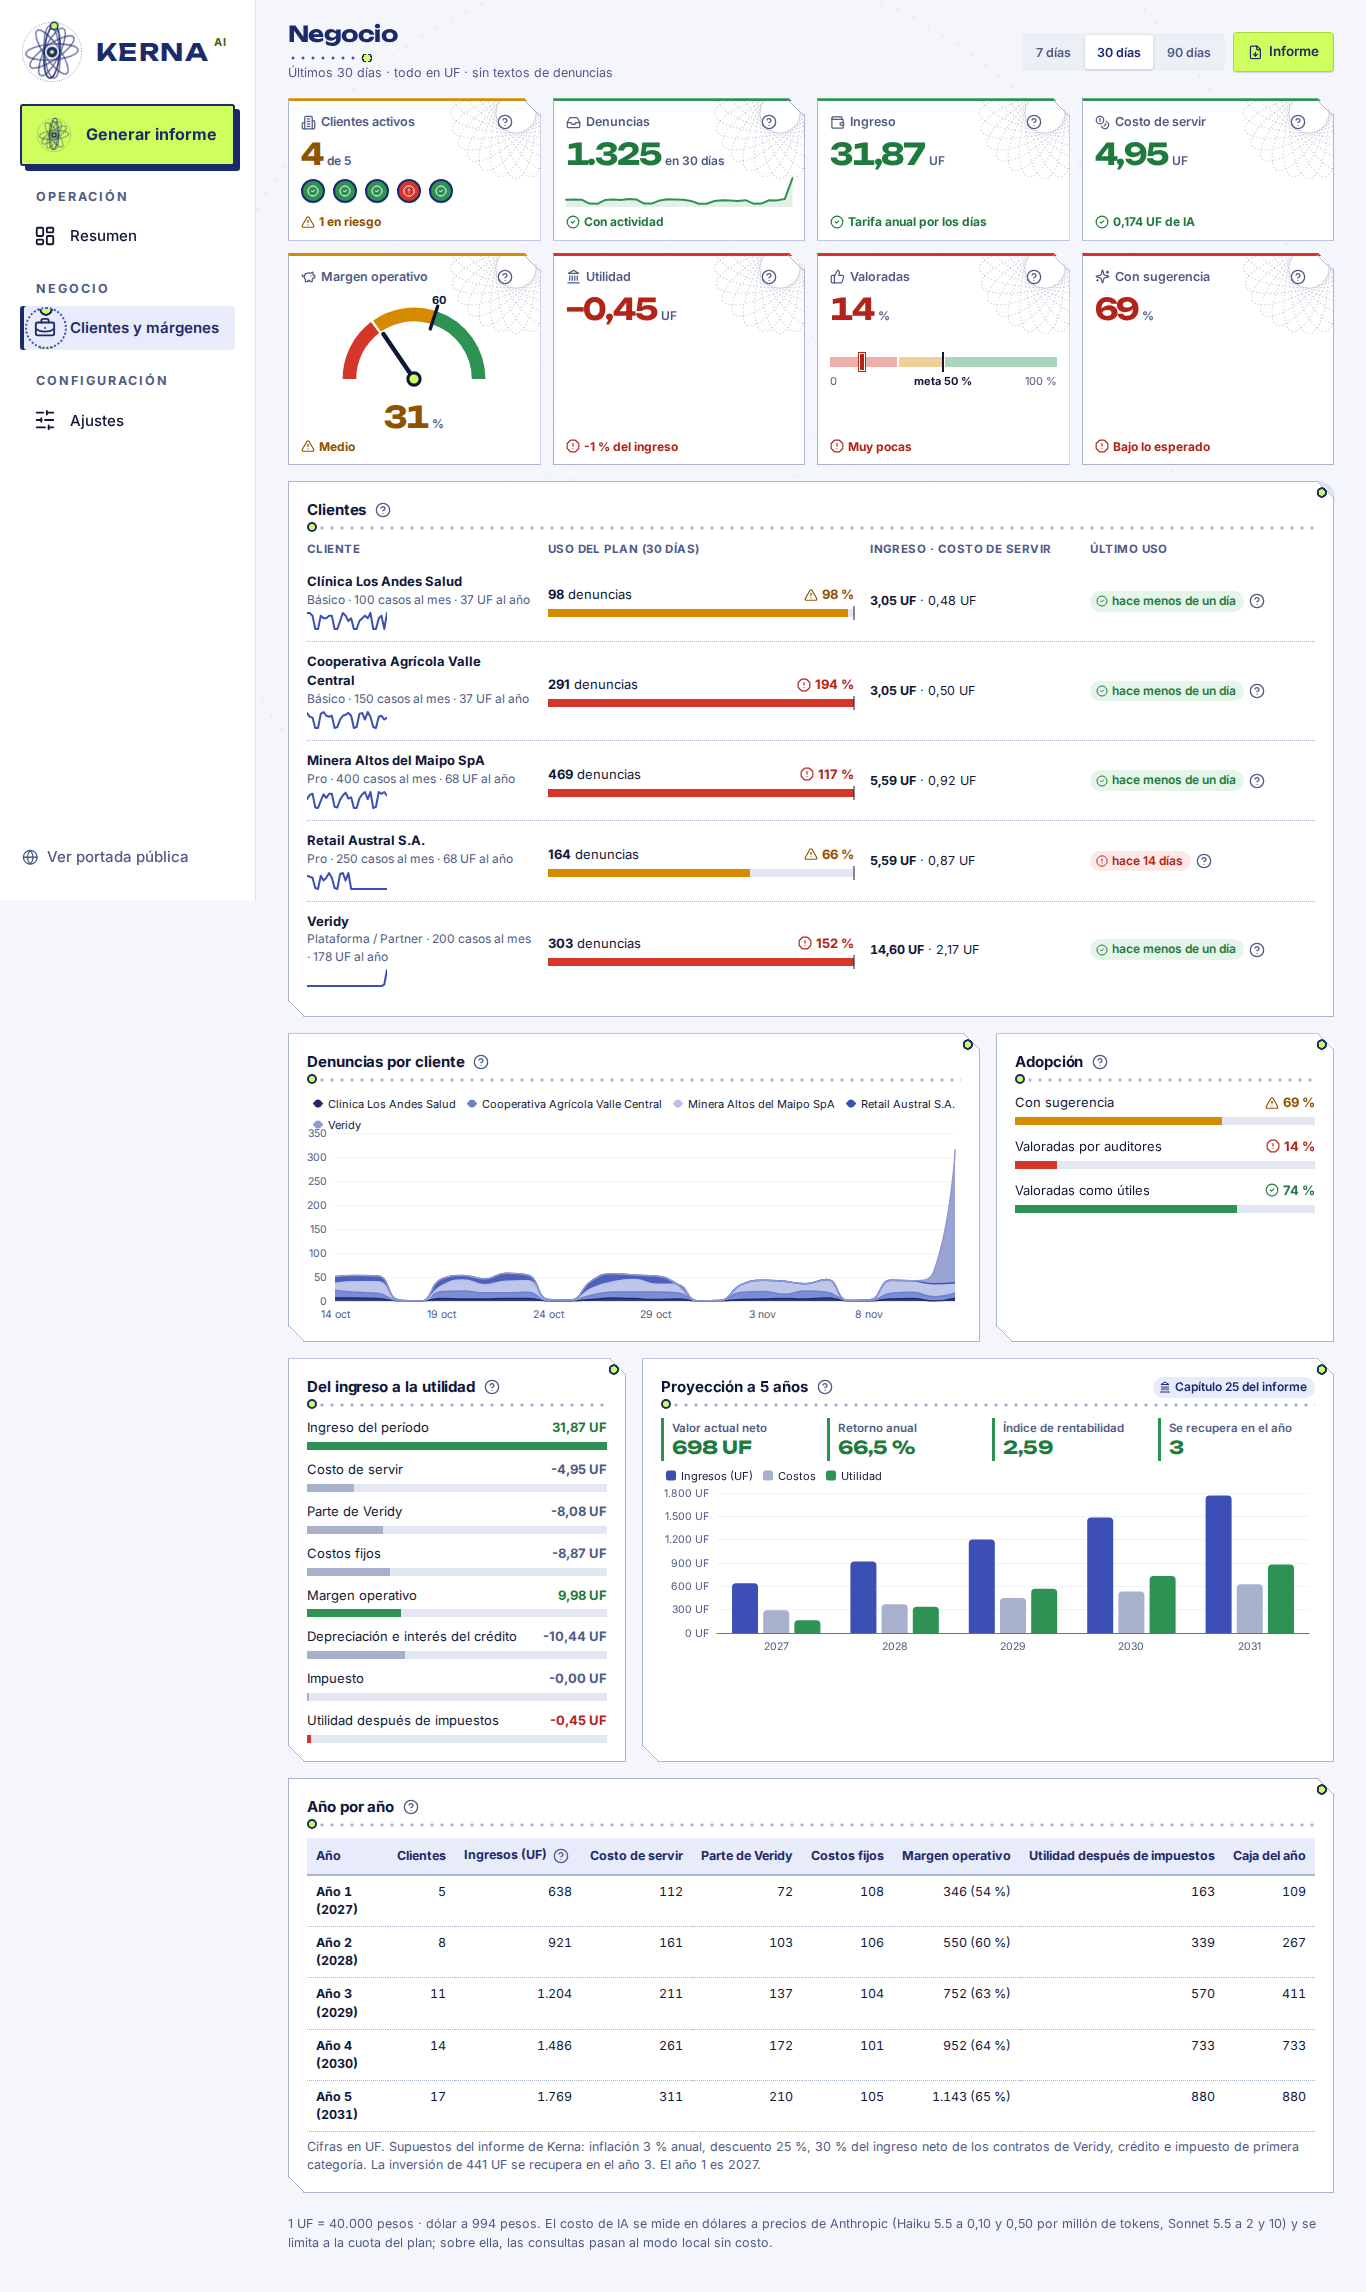 KERNA AI
Generar informe
OPERACIÓN
Resumen
NEGOCIO
Clientes y márgenes
CONFIGURACIÓN
Ajustes
Ver portada pública
Negocio
Últimos 30 días · todo en UF · sin textos de denuncias
7 días 30 días 90 días Informe
Clientes activos
4 de 5
1 en riesgo
Denuncias
1.325 en 30 días
Con actividad
Ingreso
31,87 UF
Tarifa anual por los días
Costo de servir
4,95 UF
0,174 UF de IA
Margen operativo
60
31 %
Medio
Utilidad
−0,45 UF
-1 % del ingreso
Valoradas
14 %
0 meta 50 % 100 %
Muy pocas
Con sugerencia
69 %
Bajo lo esperado
Clientes
CLIENTE USO DEL PLAN (30 DÍAS) INGRESO · COSTO DE SERVIR ÚLTIMO USO
Clínica Los Andes Salud
Básico · 100 casos al mes · 37 UF al año
98 denuncias 98 % 3,05 UF · 0,48 UF hace menos de un día
Cooperativa Agrícola Valle
Central
Básico · 150 casos al mes · 37 UF al año
291 denuncias 194 % 3,05 UF · 0,50 UF hace menos de un día
Minera Altos del Maipo SpA
Pro · 400 casos al mes · 68 UF al año
469 denuncias 117 % 5,59 UF · 0,92 UF hace menos de un día
Retail Austral S.A.
Pro · 250 casos al mes · 68 UF al año
164 denuncias 66 % 5,59 UF · 0,87 UF hace 14 días
Veridy
Plataforma / Partner · 200 casos al mes
· 178 UF al año
303 denuncias 152 % 14,60 UF · 2,17 UF hace menos de un día
Denuncias por cliente
Clínica Los Andes Salud Cooperativa Agrícola Valle Central Minera Altos del Maipo SpA Retail Austral S.A.
Veridy
350
300
250
200
150
100
50
0
14 oct 19 oct 24 oct 29 oct 3 nov 8 nov
Adopción
Con sugerencia 69 %
Valoradas por auditores 14 %
Valoradas como útiles 74 %
Del ingreso a la utilidad
Ingreso del período 31,87 UF
Costo de servir -4,95 UF
Parte de Veridy -8,08 UF
Costos fijos -8,87 UF
Margen operativo 9,98 UF
Depreciación e interés del crédito -10,44 UF
Impuesto -0,00 UF
Utilidad después de impuestos -0,45 UF
Proyección a 5 años Capítulo 25 del informe
Valor actual neto Retorno anual Índice de rentabilidad Se recupera en el año
698 UF 66,5 % 2,59 3
Ingresos (UF) Costos Utilidad
1.800 UF
1.500 UF
1.200 UF
900 UF
600 UF
300 UF
0 UF
2027 2028 2029 2030 2031
Año por año
Año Clientes Ingresos (UF) Costo de servir Parte de Veridy Costos fijos Margen operativo Utilidad después de impuestos Caja del año
Año 1 5 638 112 72 108 346 (54 %) 163 109
(2027)
Año 2 8 921 161 103 106 550 (60 %) 339 267
(2028)
Año 3 11 1.204 211 137 104 752 (63 %) 570 411
(2029)
Año 4 14 1.486 261 172 101 952 (64 %) 733 733
(2030)
Año 5 17 1.769 311 210 105 1.143 (65 %) 880 880
(2031)
Cifras en UF. Supuestos del informe de Kerna: inflación 3 % anual, descuento 25 %, 30 % del ingreso neto de los contratos de Veridy, crédito e impuesto de primera
categoría. La inversión de 441 UF se recupera en el año 3. El año 1 es 2027.
1 UF = 40.000 pesos · dólar a 994 pesos. El costo de IA se mide en dólares a precios de Anthropic (Haiku 5.5 a 0,10 y 0,50 por millón de tokens, Sonnet 5.5 a 2 y 10) y se
limita a la cuota del plan; sobre ella, las consultas pasan al modo local sin costo.